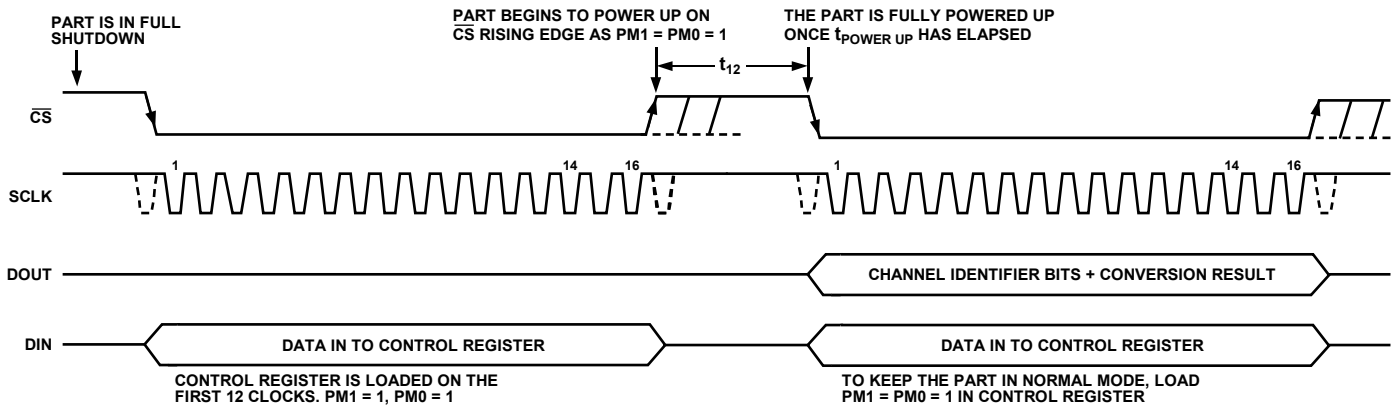 PART IS IN FULL
SHUTDOWN
PART BEGINS TO POWER UP ON
CS RISING EDGE AS PM1 = PM0 = 1
THE PART IS FULLY POWERED UP
ONCE tPOWER UP HAS ELAPSED
t12
CS
SCLK
1
14
16
1
14
16
DOUT
CHANNEL IDENTIFIER BITS + CONVERSION RESULT
DIN
DATA IN TO CONTROL REGISTER
DATA IN TO CONTROL REGISTER
CONTROL REGISTER IS LOADED ON THE
FIRST 12 CLOCKS. PM1 = 1, PM0 = 1
TO KEEP THE PART IN NORMAL MODE, LOAD
PM1 = PM0 = 1 IN CONTROL REGISTER